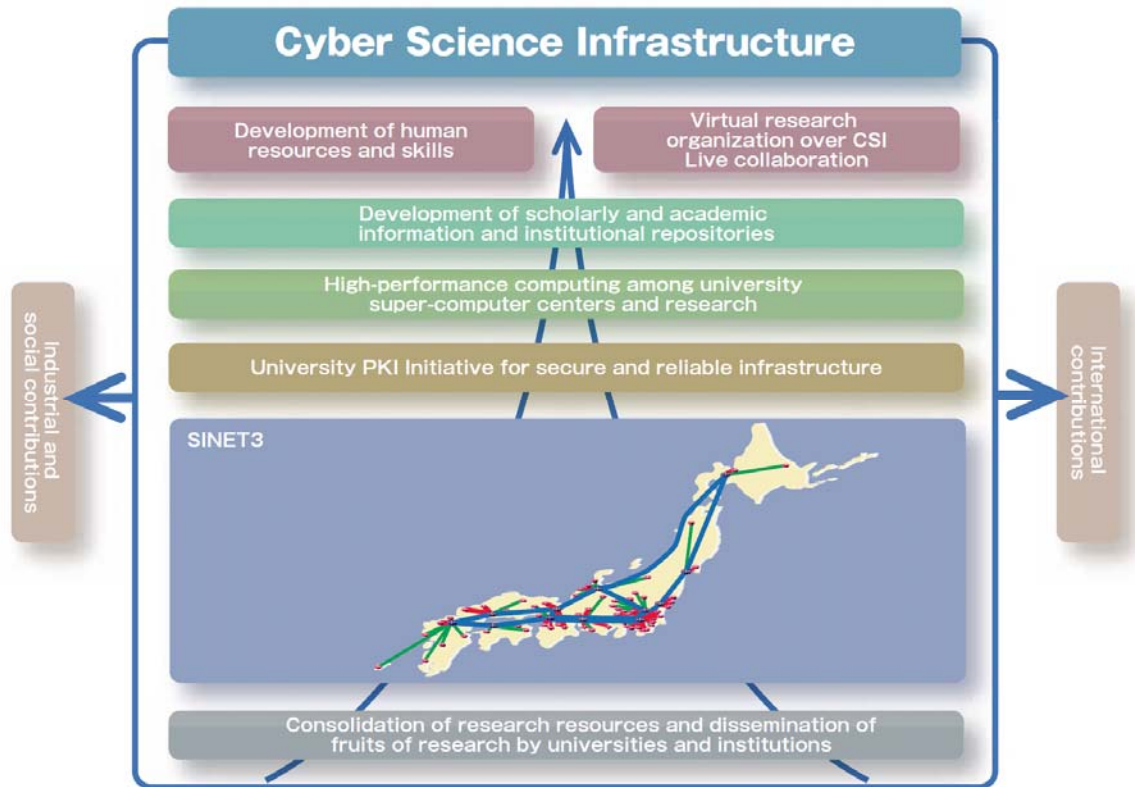 Cyber Science Infrastructure
Development of human
resources and skills
Virtual research
organization over CSI
Live collaboration
Development of scholarly and academic
information and institutional repositories
High-performance computing among university
super-computer centers and research
University PKI Initiative for secure and reliable infrastructure
Industrial and
social contributions
International
contributions
SINET3
Consolidation of research resources and dissemination of
fruits of research by universities and institutions